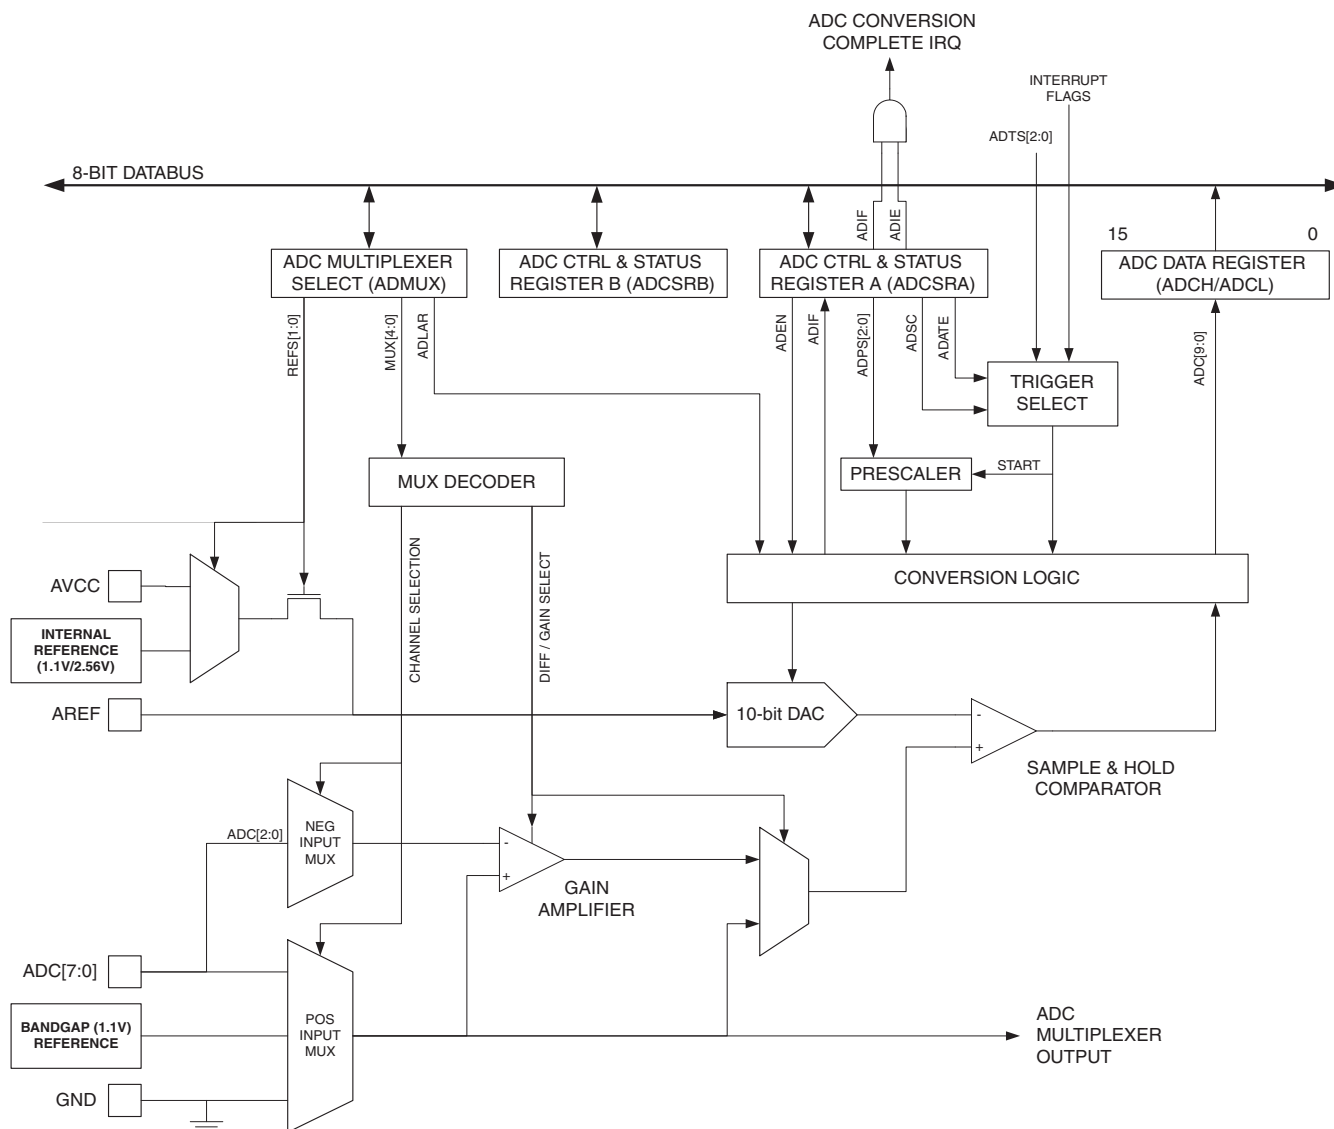 ADC CONVERSION
COMPLETE IRQ
INTERRUPT
FLAGS
ADTS[2:0]
8-BIT DATABUS
ADIF
ADIE
15
0
ADC MULTIPLEXER
SELECT (ADMUX)
ADC CTRL & STATUS
REGISTER B (ADCSRB)
ADC CTRL & STATUS
REGISTER A (ADCSRA)
ADC DATA REGISTER
(ADCH/ADCL)
REFS[1:0]
MUX[4:0]
ADLAR
ADEN
ADIF
ADPS[2:0]
ADSC
ADATE
ADC[9:0]
TRIGGER
SELECT
MUX DECODER
PRESCALER
START
CHANNEL SELECTION
DIFF / GAIN SELECT
CONVERSION LOGIC
AVCC
INTERNAL
REFERENCE
(1.1V/2.56V)
AREF
10-bit DAC
-
+
SAMPLE & HOLD
COMPARATOR
ADC[2:0]
NEG
INPUT
MUX
-
+
GAIN
AMPLIFIER
ADC[7:0]
BANDGAP (1.1V)
REFERENCE
POS
INPUT
MUX
ADC
MULTIPLEXER
OUTPUT
GND